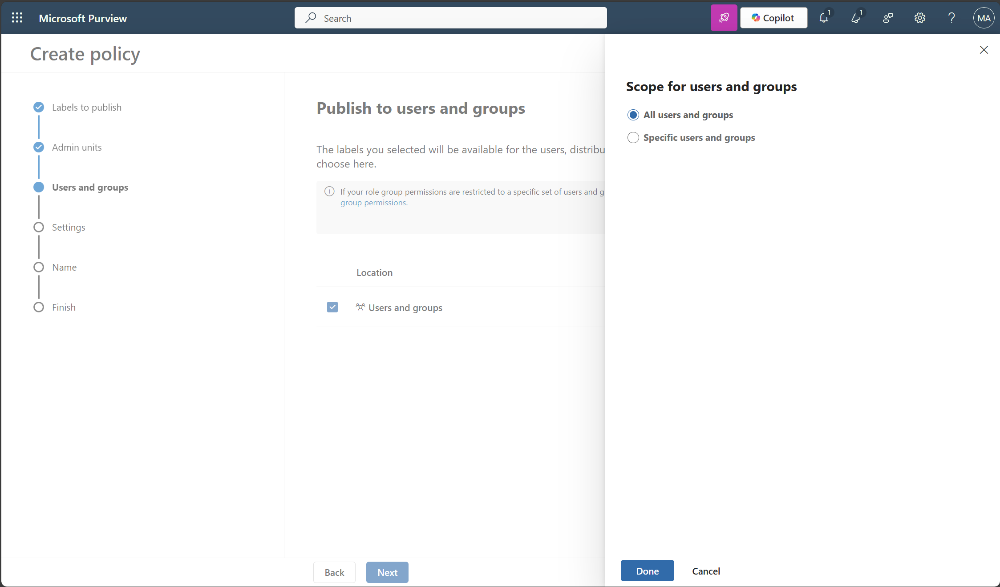 Microsoft Purview
Search
Copilot
1
1
MA
Create policy
Labels to publish
Admin units
Users and groups
Settings
Name
Finish
Publish to users and groups
The labels you selected will be available for the users, distribu
choose here.
If your role group permissions are restricted to a specific set of users and g
group permissions.
Location
Users and groups
Back
Next
Scope for users and groups
All users and groups
Specific users and groups
Done
Cancel